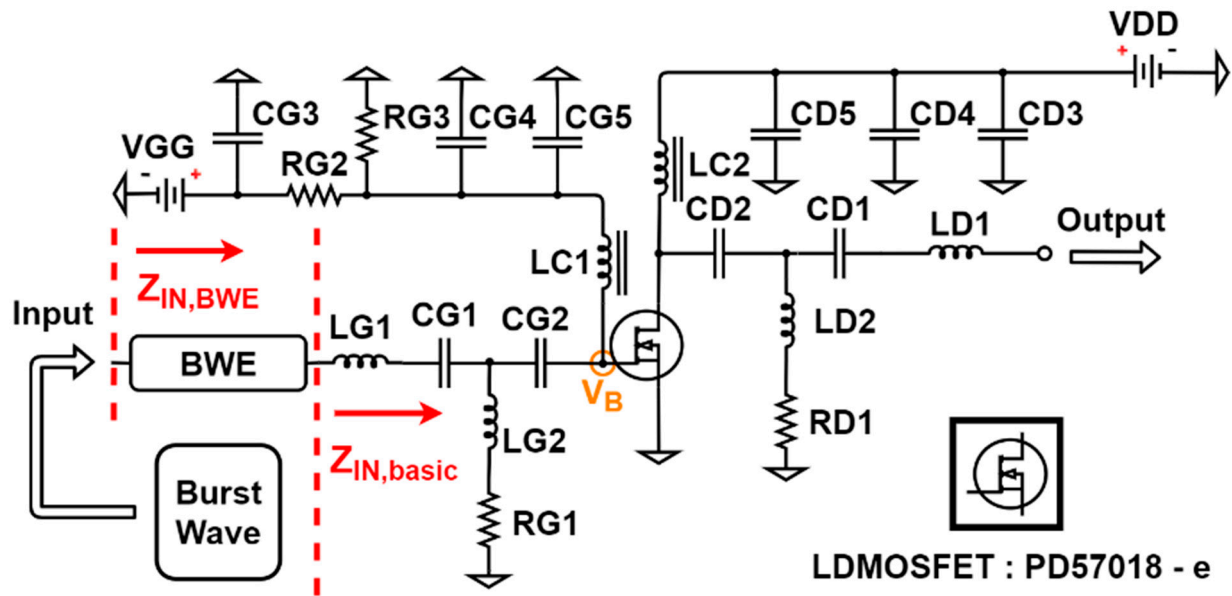 VDD
+ -
CG3
RG3
CG4
CG5
CD5
CD4
CD3
VGG
- +
RG2
LC2
CD2
CD1
LD1
Output
ZIN,BWE
LC1
Input
LG1
CG1
CG2
LD2
BWE
VB
LG2
ZIN,basic
RD1
Burst
Wave
RG1
LDMOSFET : PD57018 - e